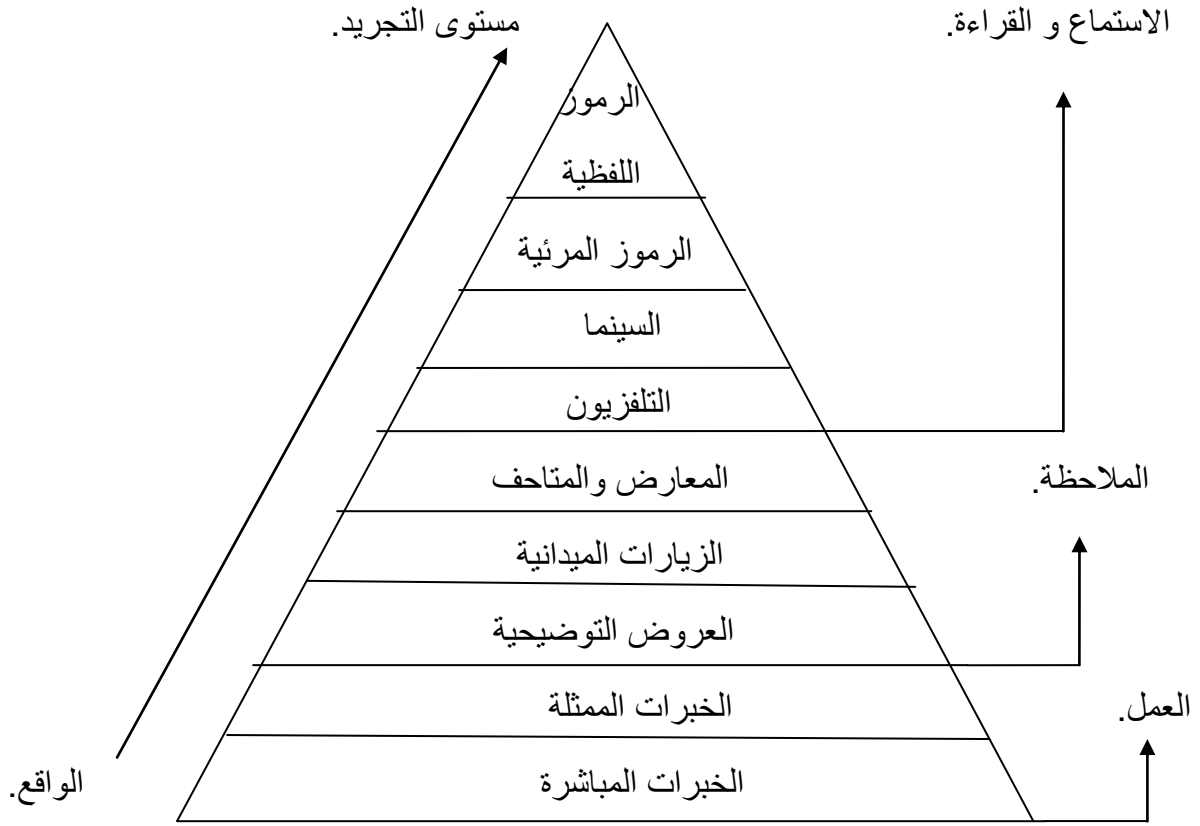 الاستماع و القراءة.
مستوى التجريد.
الرموز
اللفظية
الرموز المرئية
السينما
التلفزيون
المعارض والمتاحف
الملاحظة.
الزيارات الميدانية
العروض التوضيحية
الخبرات الممثلة
العمل.
الخبرات المباشرة
الواقع.